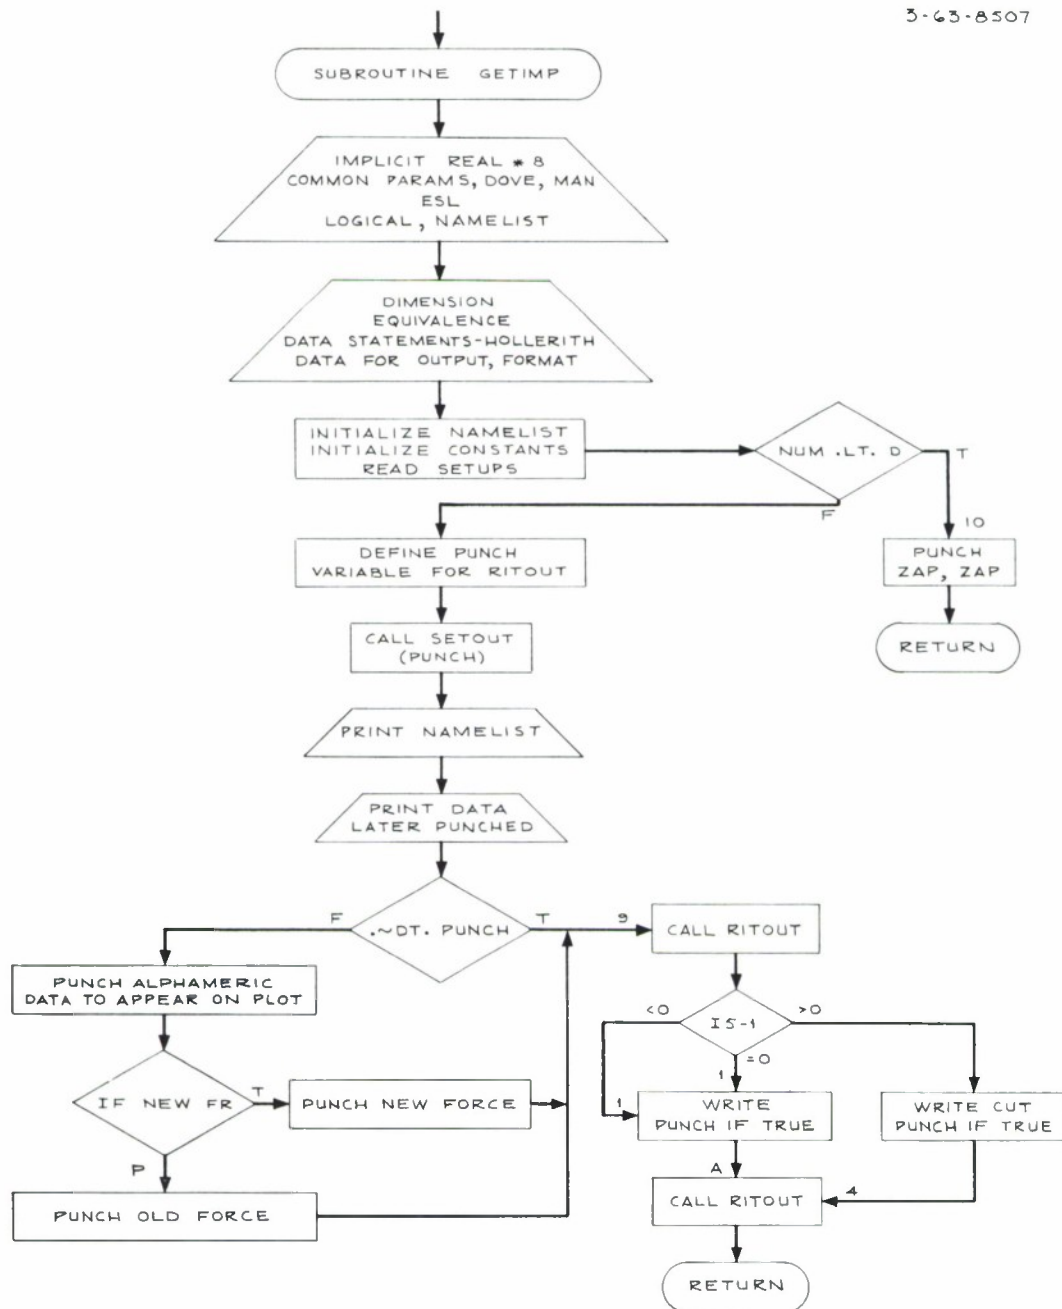 3-63-8507
SUBROUTINE GETIMP
IMPLICIT REAL * 8
COMMON PARAMS, DOVE, MAN
ESL
LOGICAL, NAMELIST
DIMENSION
EQUIVALENCE
DATA STATEMENTS-HOLLERITH
DATA FOR OUTPUT, FORMAT
INITIALIZE NAMELIST
INITIALIZE CONSTANTS
READ SETUPS
NUM .LT. D
T
F
10
PUNCH
ZAP, ZAP
RETURN
DEFINE PUNCH
VARIABLE FOR RITOUT
CALL SETOUT
(PUNCH)
PRINT NAMELIST
PRINT DATA
LATER PUNCHED
F
.~DT. PUNCH
T
9
CALL RITOUT
PUNCH ALPHAMERIC
DATA TO APPEAR ON PLOT
<0
I5-1
>0
=0
1
IF NEW FR
T
PUNCH NEW FORCE
1
WRITE
PUNCH IF TRUE
WRITE CUT
PUNCH IF TRUE
P
A
4
PUNCH OLD FORCE
CALL RITOUT
RETURN